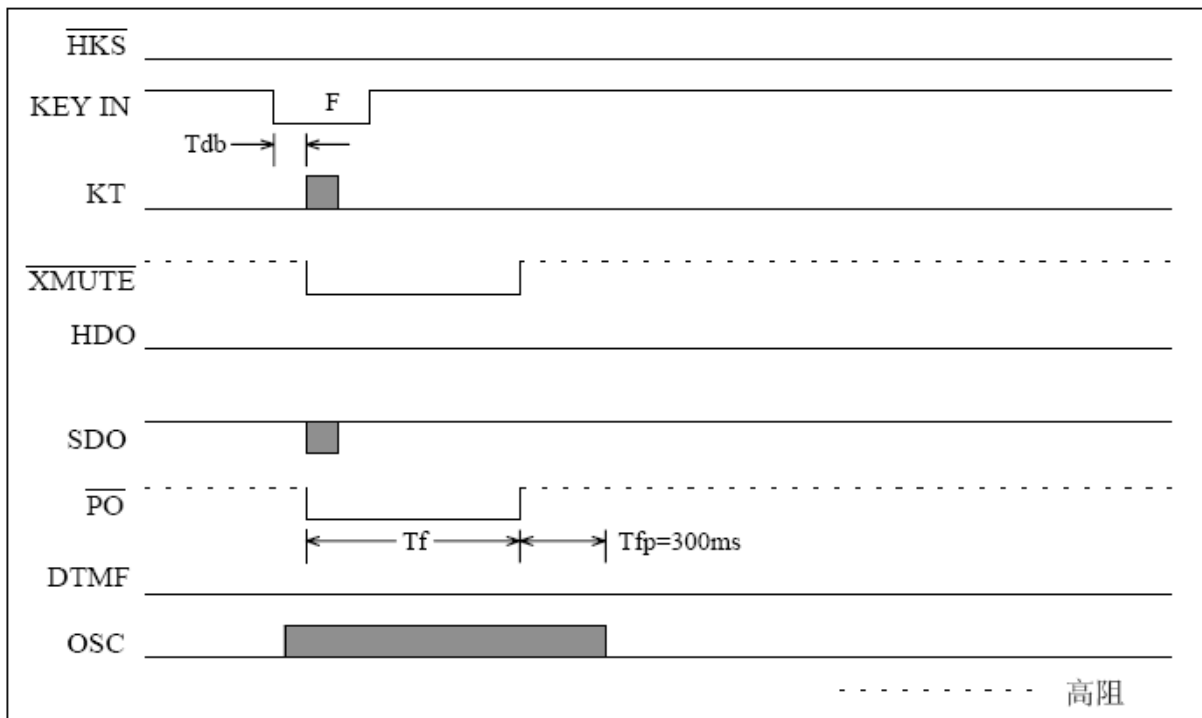 HKS
KEY IN
F
Tdb
KT
XMUTE
HDO
SDO
PO
Tf
Tfp=300ms
DTMF
OSC
高阻